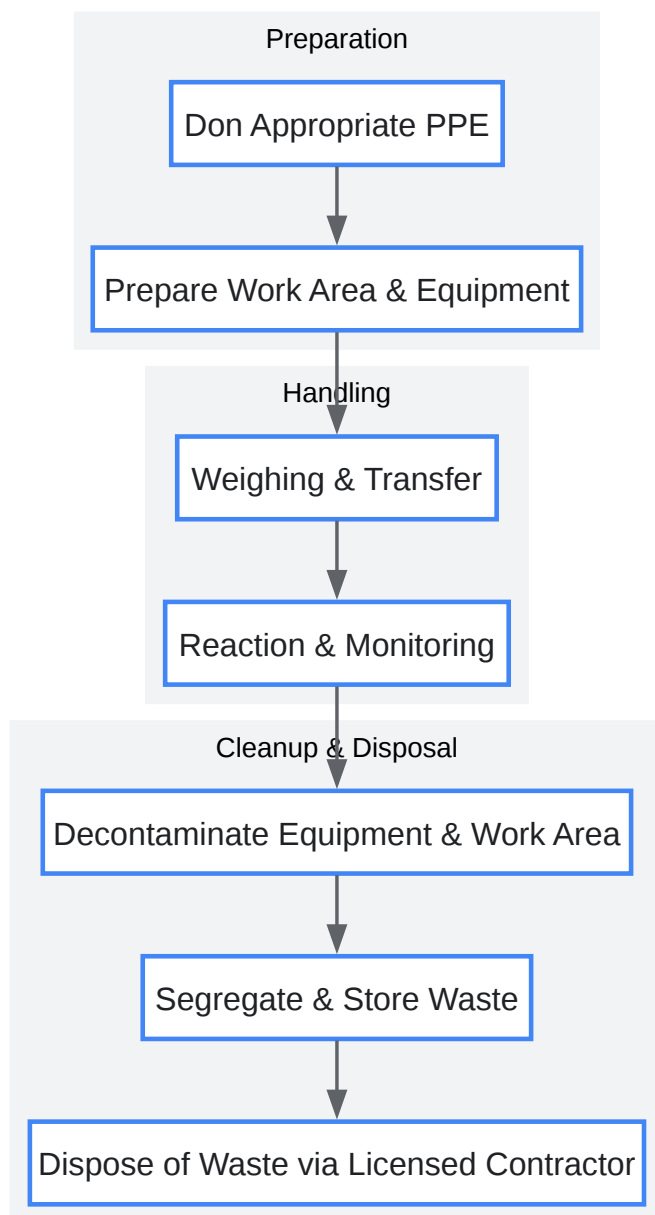 Preparation
Don Appropriate PPE
Prepare Work Area & Equipment
Handling
Weighing & Transfer
Reaction & Monitoring
Cleanup & Disposal
Decontaminate Equipment & Work Area
Segregate & Store Waste
Dispose of Waste via Licensed Contractor